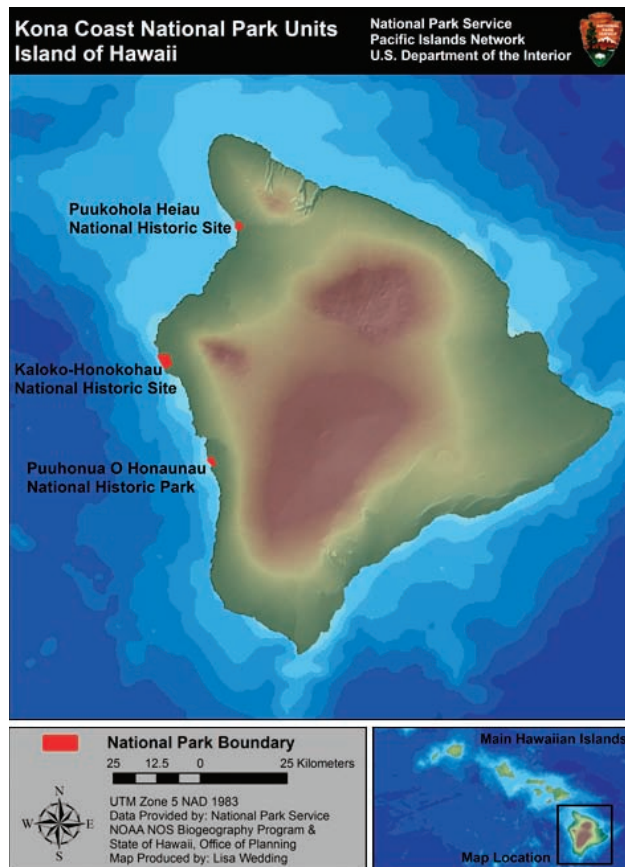 Kona Coast National Park Units
Island of Hawaii
National Park Service
Pacific Islands Network
U.S. Department of the Interior
Puukohola Heiau
National Historic Site
Kaloko-Honokohau
National Historic Site
Puuhonua O Honaunau
National Historic Park
National Park Boundary
25 12.5 0 25 Kilometers
N
W E
S
UTM Zone 5 NAD 1983
Data Provided by: National Park Service
NOAA NOS Biogeography Program &
State of Hawaii, Office of Planning
Map Produced by: Lisa Wedding
Main Hawaiian Islands
Map Location